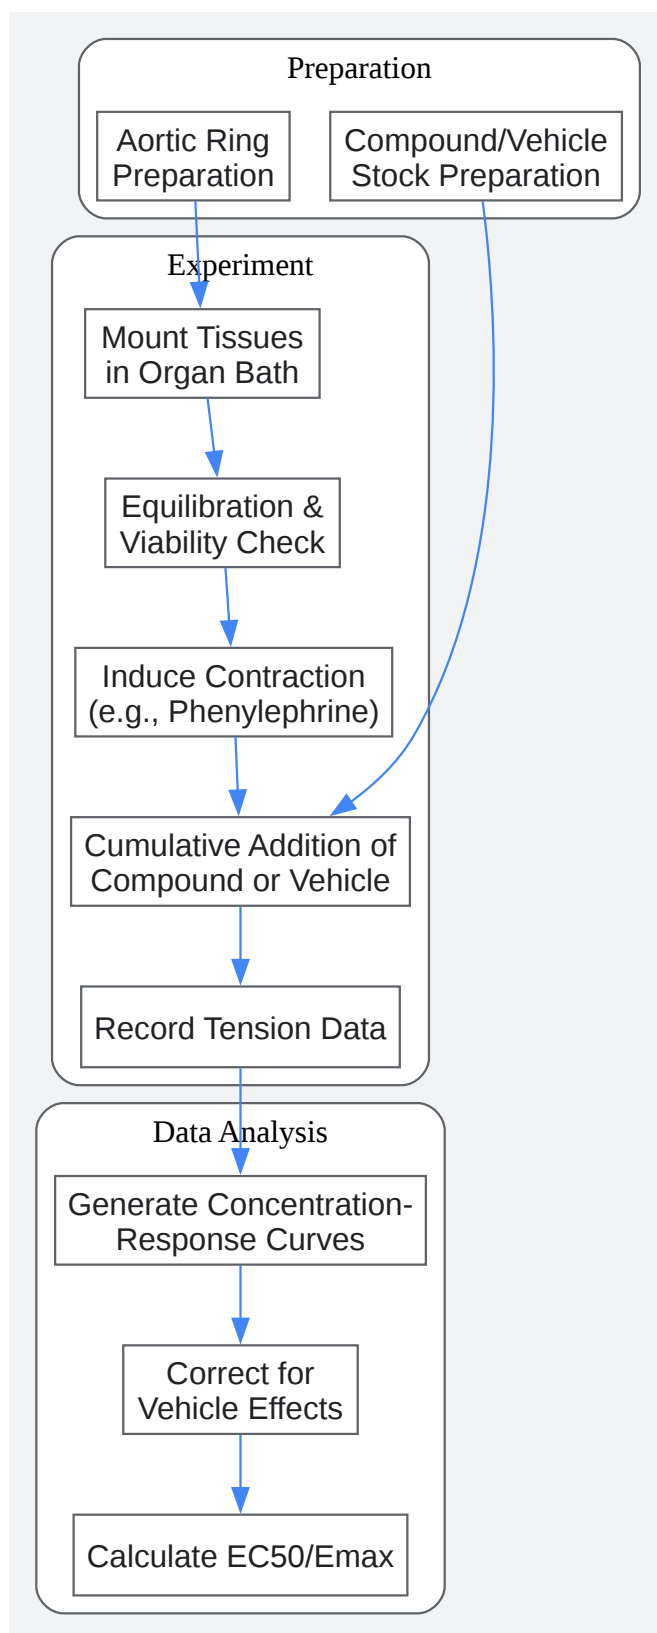 Preparation
Aortic Ring
Preparation
Compound/Vehicle
Stock Preparation
Experiment
Mount Tissues
in Organ Bath
Equilibration &
Viability Check
Induce Contraction
(e.g., Phenylephrine)
Cumulative Addition of
Compound or Vehicle
Record Tension Data
Data Analysis
Generate Concentration-
Response Curves
Correct for
Vehicle Effects
Calculate EC50/Emax